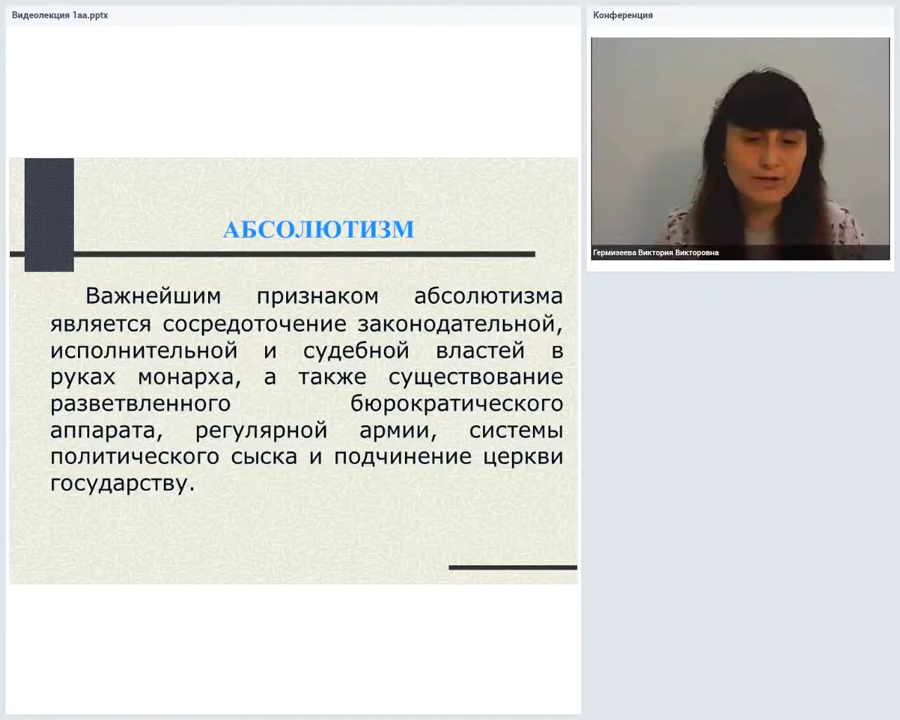 Видеолекция 1aa.pptx
Конференция
АБСОЛЮТИЗМ
Важнейшим признаком абсолютизма
является сосредоточение законодательной,
исполнительной и судебной властей в
руках монарха, а также существование
разветвленного бюрократического
аппарата, регулярной армии, системы
политического сыска и подчинение церкви
государству.
Гермизеева Виктория Викторовна